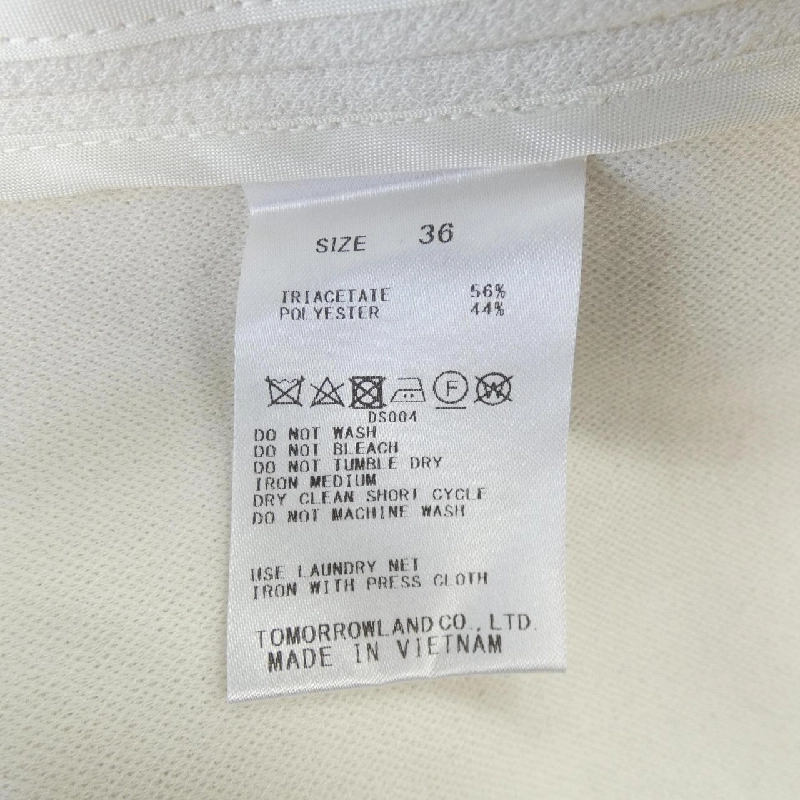 SIZE 36
TRIACETATE 56%
POLYESTER 44%
F W
DS004
DO NOT WASH
DO NOT BLEACH
DO NOT TUMBLE DRY
IRON MEDIUM
DRY CLEAN SHORT CYCLE
DO NOT MACHINE WASH
USE LAUNDRY NET
IRON WITH PRESS CLOTH
TOMORROWLAND CO., LTD.
MADE IN VIETNAM